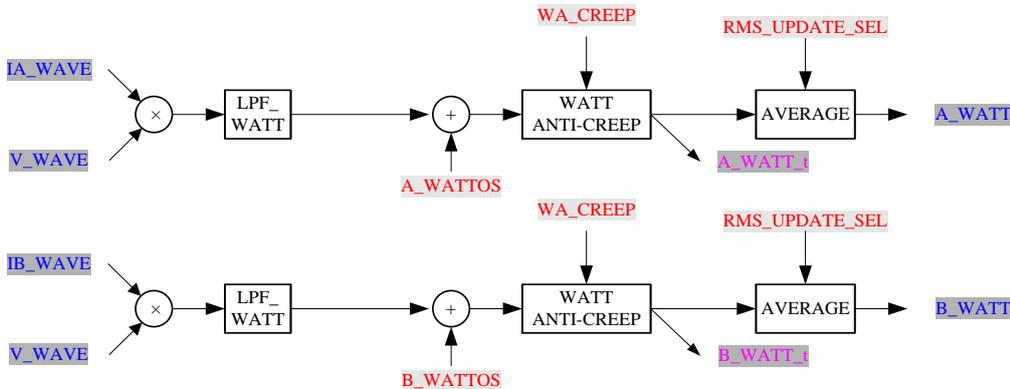 WA_CREEP
RMS_UPDATE_SEL
IA_WAVE
LPF_
WATT
×
+
WATT
ANTI-CREEP
AVERAGE
A_WATT
V_WAVE
A_WATT_t
A_WATTOS
WA_CREEP
RMS_UPDATE_SEL
IB_WAVE
LPF_
WATT
×
+
WATT
ANTI-CREEP
AVERAGE
B_WATT
V_WAVE
B_WATT_t
B_WATTOS